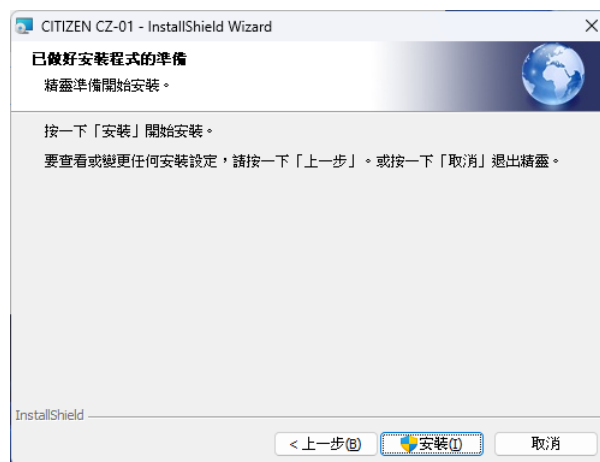 CITIZEN CZ-01 - InstallShield Wizard
已做好安裝程式的準備
精靈準備開始安裝。
按一下「安裝」開始安裝。
要查看或變更任何安裝設定，請按一下「上一步」。或按一下「取消」退出精靈。
InstallShield
< 上一步(B) 安裝(I) 取消